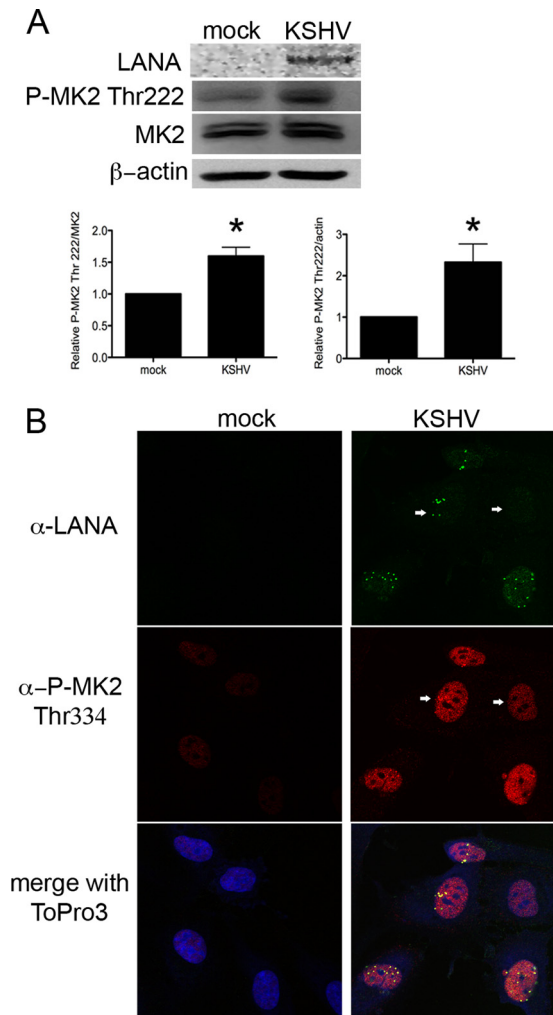 A
mock KSHV
LANA
P-MK2 Thr222
MK2
β-actin
Relative P-MK2 Thr 222/MK2
2.0
1.5
1.0
0.5
0.0
*
mock KSHV
Relative P-MK2 Thr222/actin
3
2
1
0
*
mock KSHV
B
mock KSHV
α-LANA
α-P-MK2
Thr334
merge with
ToPro3